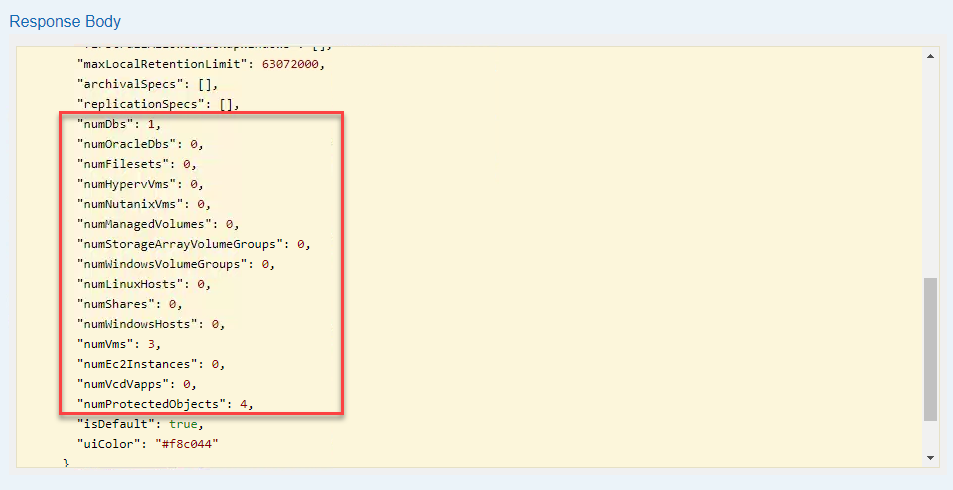 Response Body
"maxLocalRetentionLimit": 63072000,
"archivalSpecs": [],
"replicationSpecs": [],
"numDbs": 1,
"numOracleDbs": 0,
"numFilesets": 0,
"numHypervVms": 0,
"numNutanixVms": 0,
"numManagedVolumes": 0,
"numStorageArrayVolumeGroups": 0,
"numWindowsVolumeGroups": 0,
"numLinuxHosts": 0,
"numShares": 0,
"numWindowsHosts": 0,
"numVms": 3,
"numEc2Instances": 0,
"numVcdVapps": 0,
"numProtectedObjects": 4,
"isDefault": true,
"uiColor": "#f8c044"
}